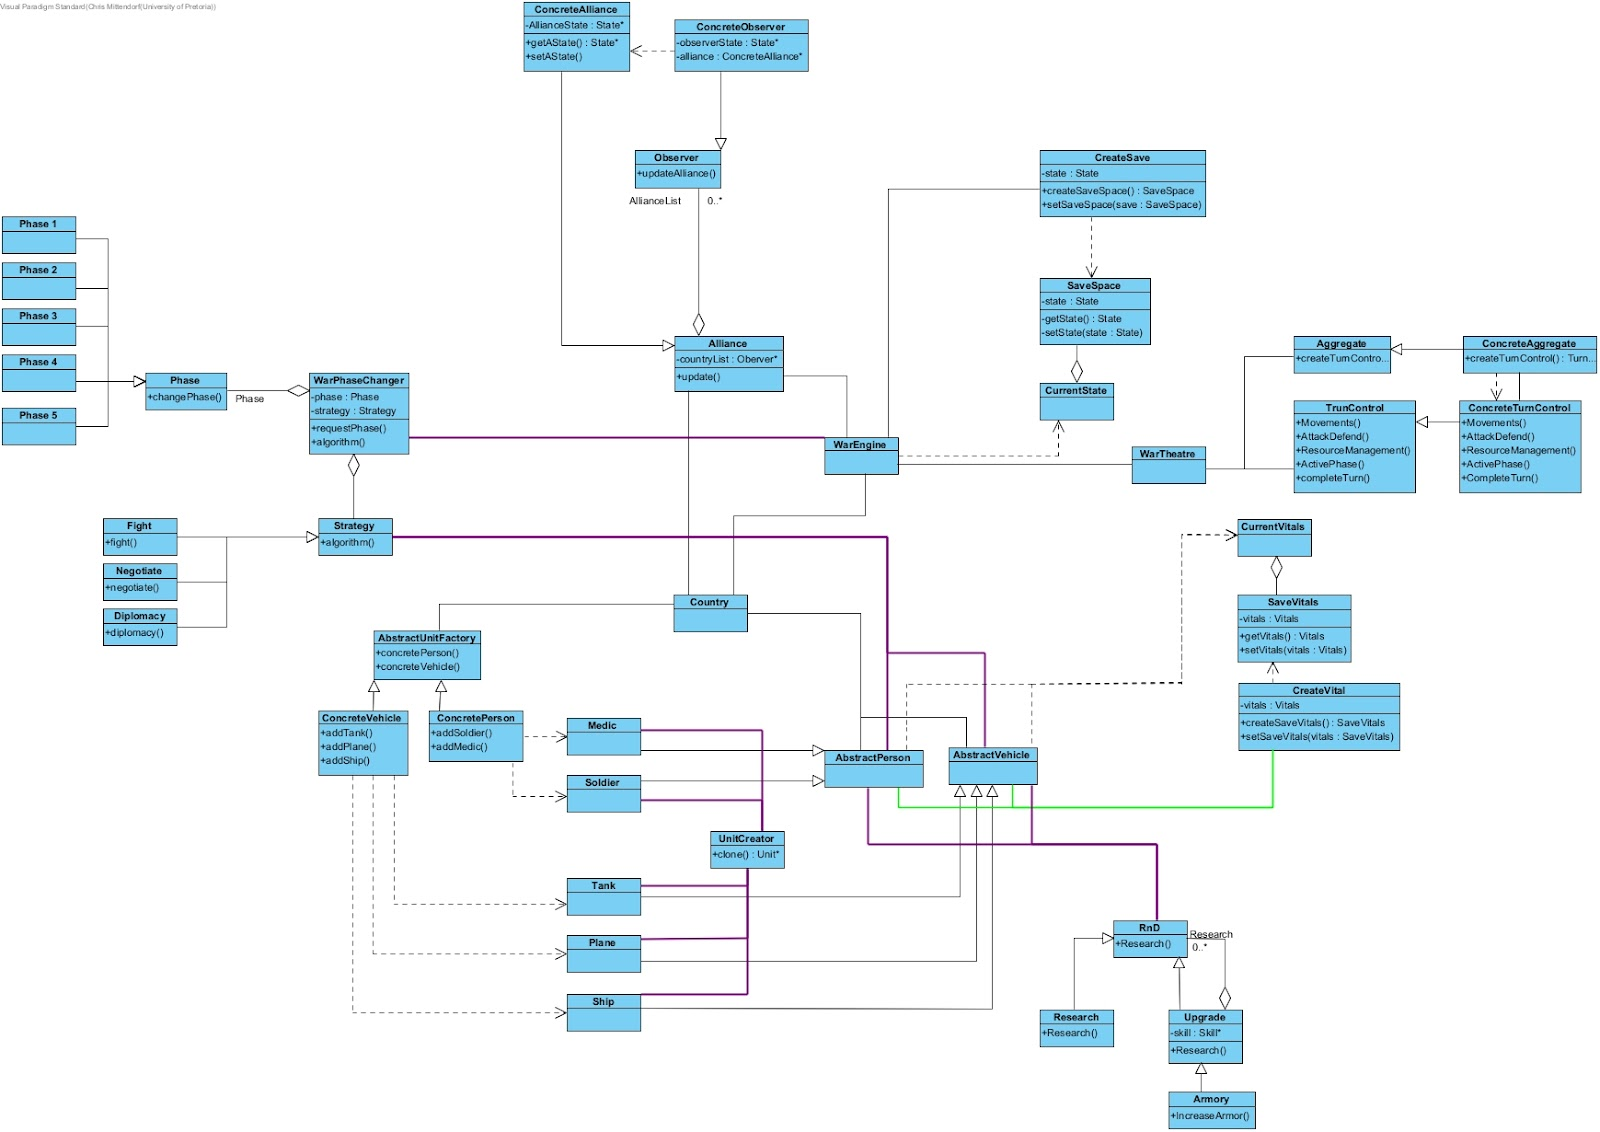 Visual Paradigm Standard(Chris Mittendorf(University of Pretoria))
ConcreteAlliance
-AllianceState : State*
+getAState() : State*
+setAState()
ConcreteObserver
-observerState : State*
-alliance : ConcreteAlliance*
Observer
+updateAlliance()
AllianceList
0..*
CreateSave
-state : State
+createSaveSpace() : SaveSpace
+setSaveSpace(save : SaveSpace)
Phase 1
Phase 2
Phase 3
Phase 4
Phase 5
Phase
+changePhase()
Phase
WarPhaseChanger
-phase : Phase
-strategy : Strategy
+requestPhase()
+algorithm()
Alliance
-countryList : Oberver*
+update()
SaveSpace
-state : State
-getState() : State
-setState(state : State)
CurrentState
Aggregate
+createTurnContro...
ConcreteAggregate
+createTurnControl() : Turn...
TrunControl
+Movements()
+AttackDefend()
+ResourceManagement()
+ActivePhase()
+completeTurn()
ConcreteTurnControl
+Movements()
+AttackDefend()
+ResourceManagement()
+ActivePhase()
+CompleteTurn()
WarEngine
WarTheatre
Fight
+fight()
Negotiate
+negotiate()
Diplomacy
+diplomacy()
Strategy
+algorithm()
CurrentVitals
SaveVitals
-vitals : Vitals
+getVitals() : Vitals
+setVitals(vitals : Vitals)
CreateVital
-vitals : Vitals
+createSaveVitals() : SaveVitals
+setSaveVitals(vitals : SaveVitals)
Country
AbstractUnitFactory
+concretePerson()
+concreteVehicle()
ConcreteVehicle
+addTank()
+addPlane()
+addShip()
ConcretePerson
+addSoldier()
+addMedic()
Medic
Soldier
AbstractPerson
AbstractVehicle
UnitCreator
+clone() : Unit*
Tank
Plane
Ship
RnD
+Research()
Research
0..*
Research
+Research()
Upgrade
-skill : Skill*
+Research()
Armory
+IncreaseArmor()